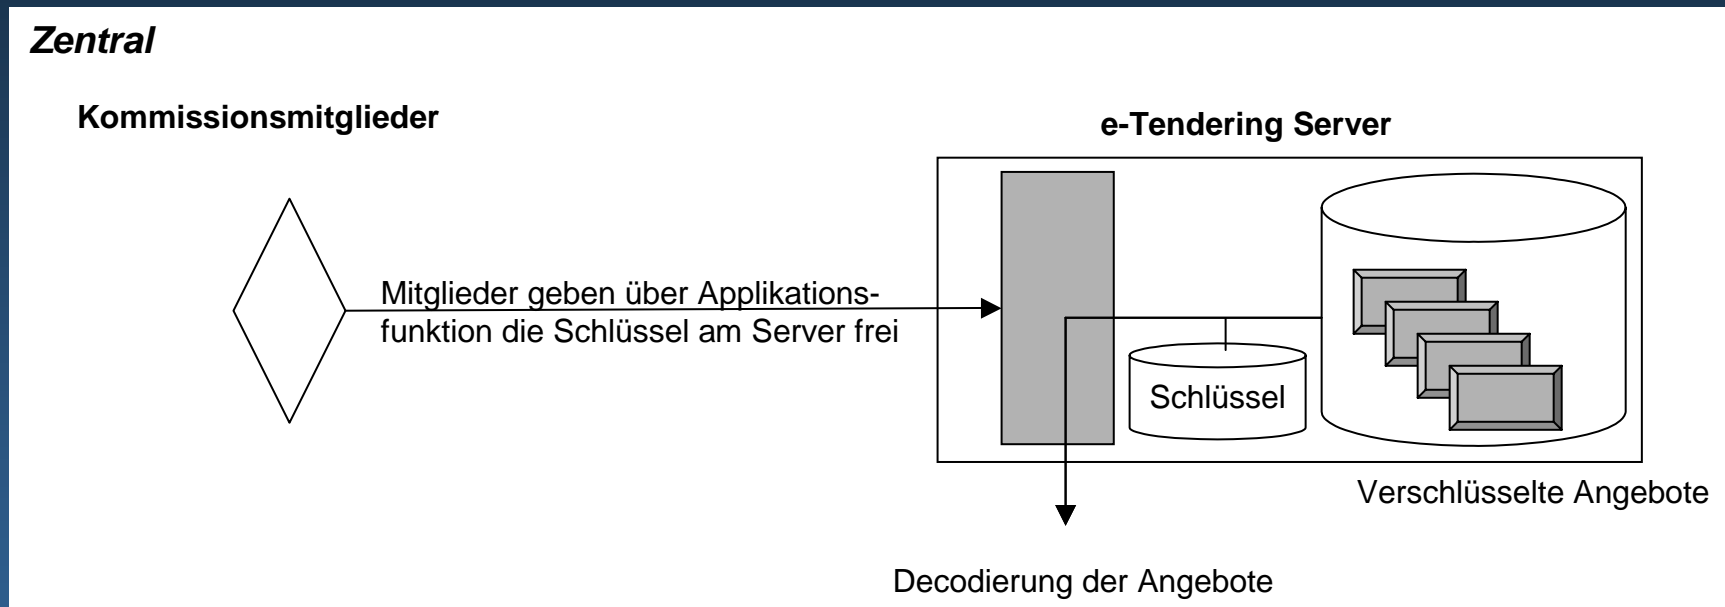 Zentral
Kommissionsmitglieder
e-Tendering Server
Mitglieder geben über Applikations-
funktion die Schlüssel am Server frei
Schlüssel
Verschlüsselte Angebote
Decodierung der Angebote